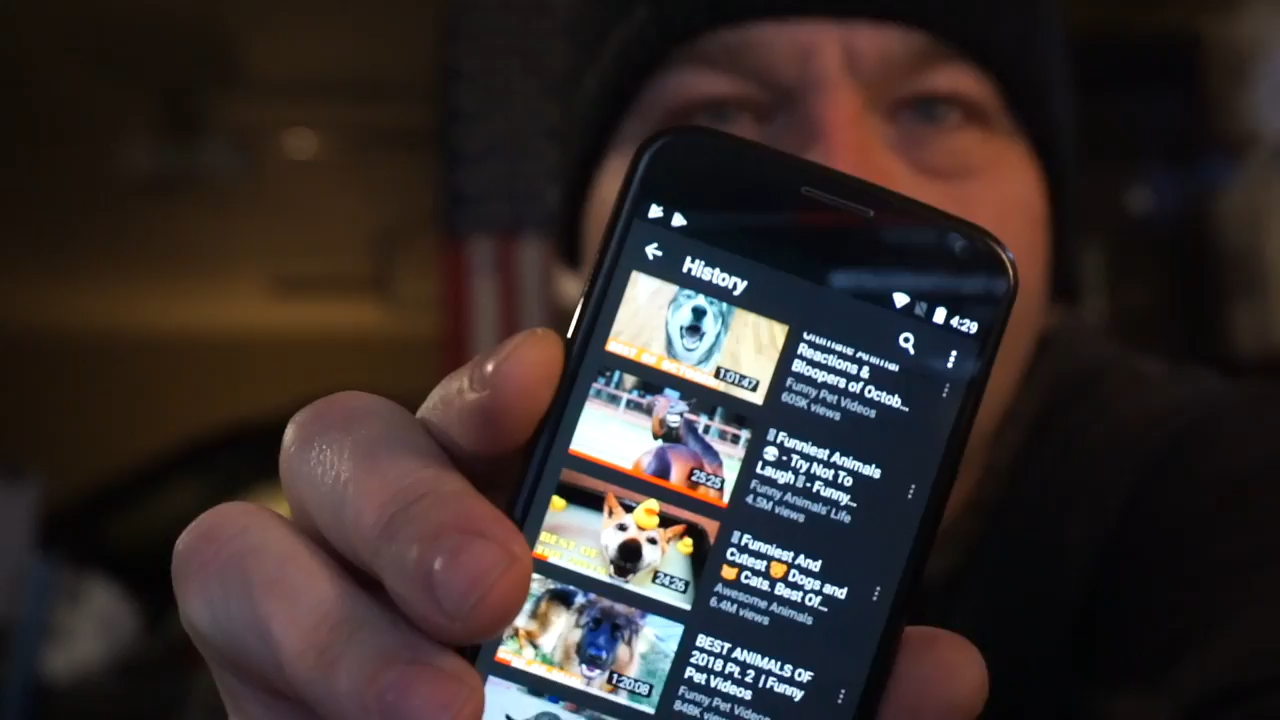 4:29
History
Ultimate Animal
Reactions &
Bloopers of Octob...
Funny Pet Videos
605K views
1:01:47
Funniest Animals
- Try Not To
Laugh - Funny...
Funny Animals' Life
4.5M views
25:25
Funniest And
Cutest Dogs and
Cats. Best Of...
Awesome Animals
6.4M views
BEST OF
24:26
BEST ANIMALS OF
2018 Pt. 2 | Funny
Pet Videos
Funny Pet Videos
848K views
1:20:08